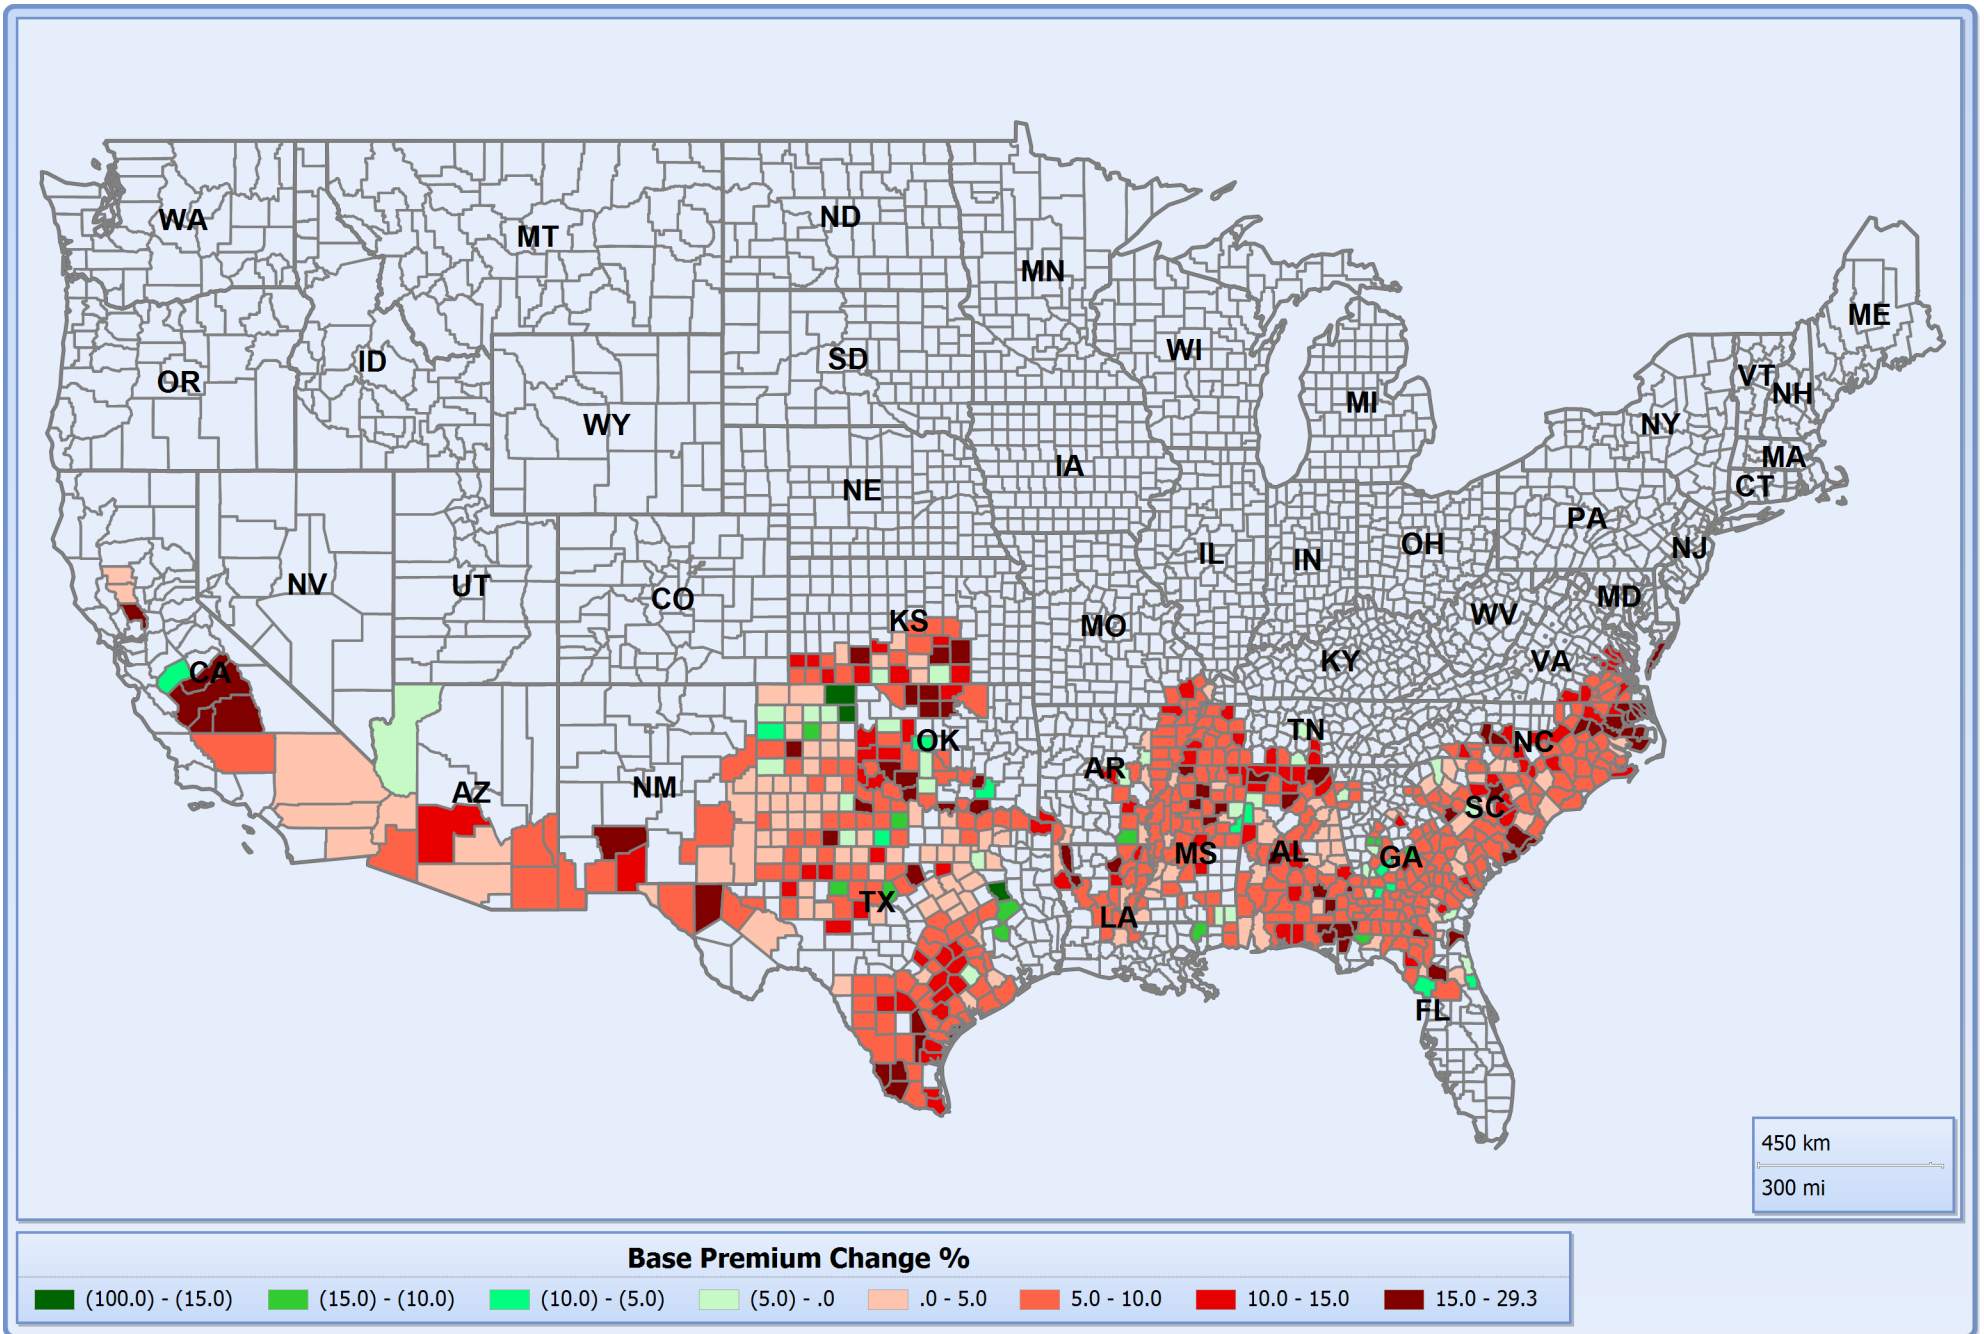 WA
MT
ND
MN
ME
OR
ID
SD
WI
VT
NH
WY
MI
NY
NE
IA
MA
CT
PA
NV
UT
CO
IL
IN
OH
NJ
KS
MO
WV
MD
KY
VA
CA
AZ
NM
OK
AR
TN
NC
SC
TX
LA
MS
AL
GA
FL
450 km
300 mi
Base Premium Change %
(100.0) - (15.0) (15.0) - (10.0) (10.0) - (5.0) (5.0) - .0 .0 - 5.0 5.0 - 10.0 10.0 - 15.0 15.0 - 29.3